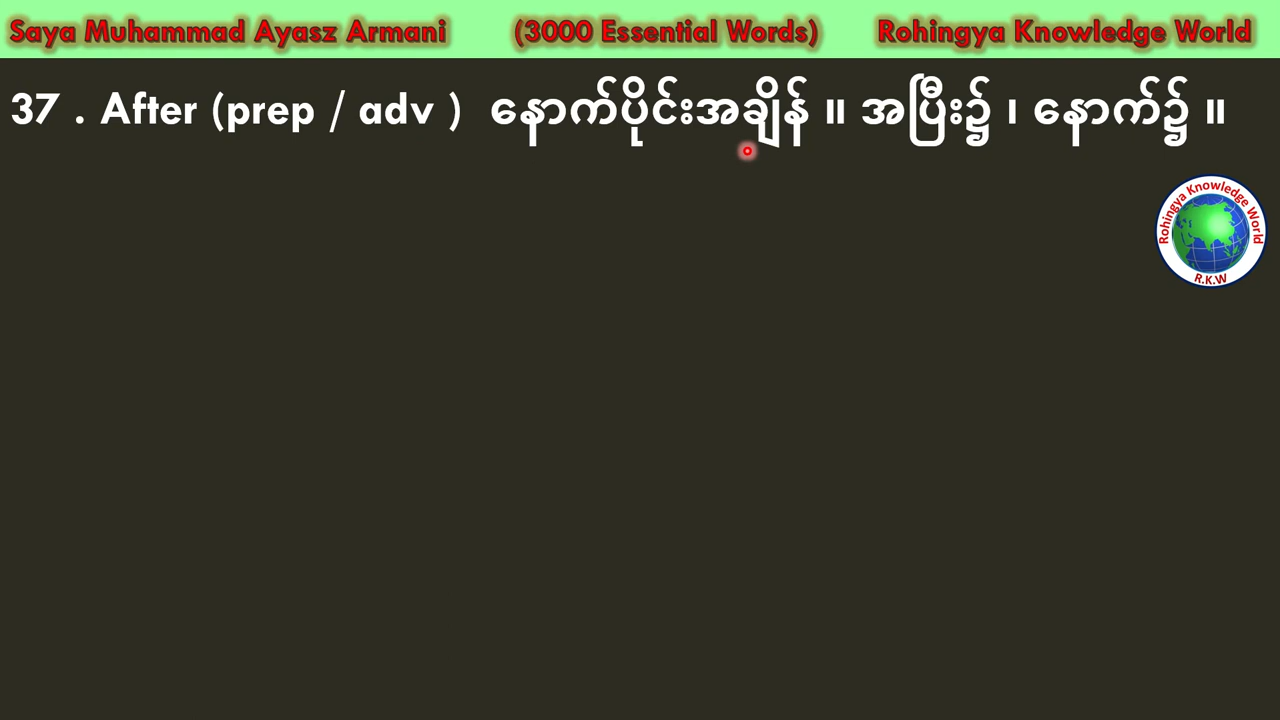 Saya Muhammad Ayasz Armani (3000 Essential Words) Rohingya Knowledge World
37 . After (prep / adv ) နောက်ပိုင်းအချိန် ။ အပြီး၌ ၊ နောက်၌ ။
Rohingya Knowledge World
R.K.W